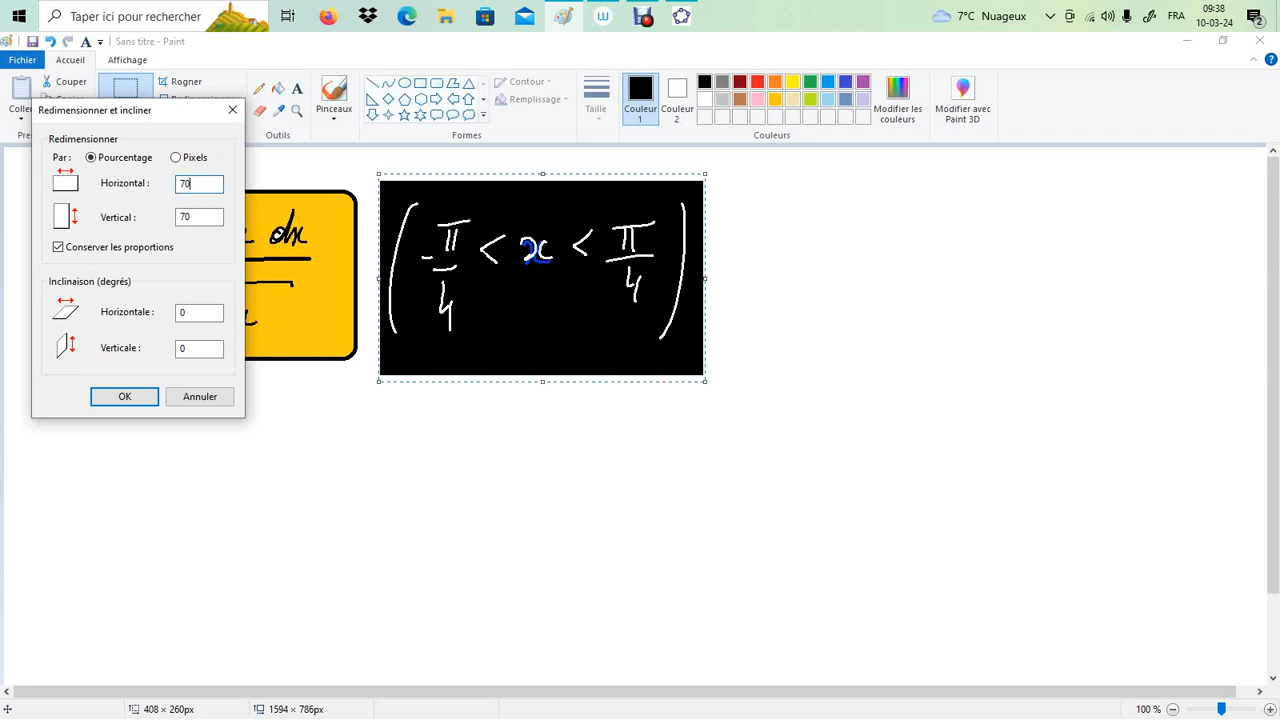 Taper ici pour rechercher
7°C Nuageux
FRA
09:38
10-03-24
2
Sans titre - Paint
Fichier
Accueil
Affichage
Couper
Rogner
Coller
Pinceaux
Contour
Remplissage
Taille
Couleur 1
Couleur 2
Modifier les couleurs
Modifier avec Paint 3D
Outils
Formes
Couleurs
Redimensionner et incliner
Redimensionner
Par : Pourcentage Pixels
Horizontal : 70
Vertical : 70
Conserver les proportions
Inclinaison (degrés)
Horizontale : 0
Verticale : 0
OK Annuler
dx
( -π/4 < x < π/4 )
408 × 260px
1594 × 786px
100 %